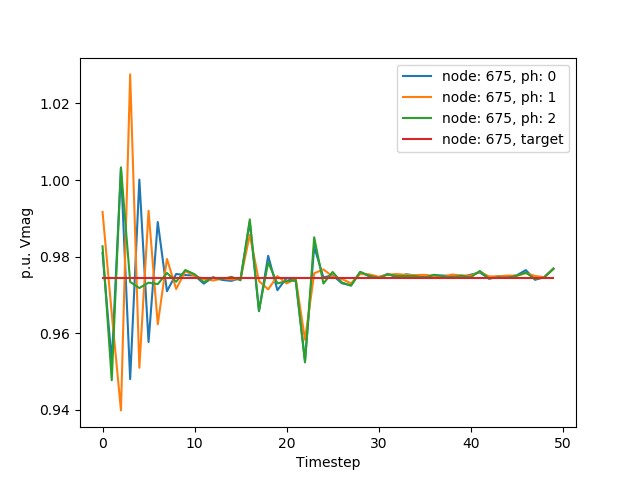 node: 675, ph: 0
node: 675, ph: 1
node: 675, ph: 2
node: 675, target
1.02
1.00
0.98
0.96
0.94
p.u. Vmag
0 10 20 30 40 50
Timestep